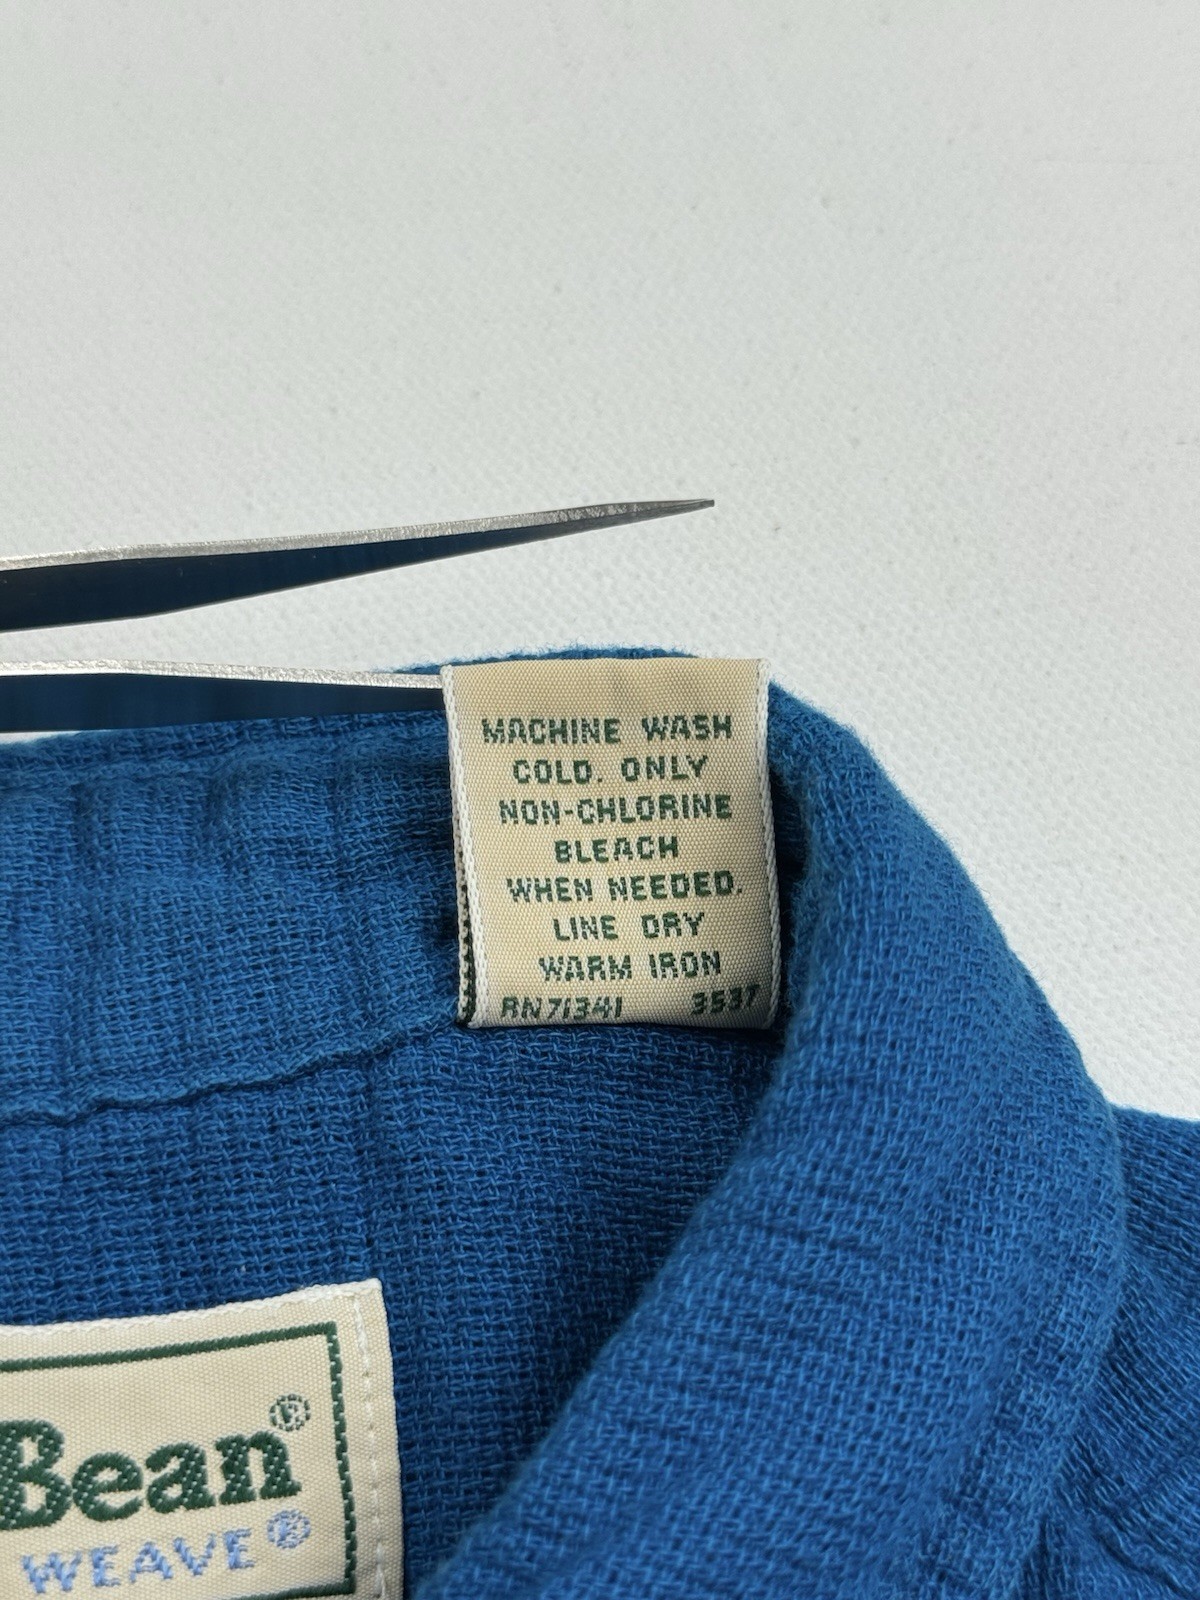 MACHINE WASH
COLD. ONLY
NON-CHLORINE
BLEACH
WHEN NEEDED.
LINE DRY
WARM IRON
RN71341 3537
Bean®
WEAVE®